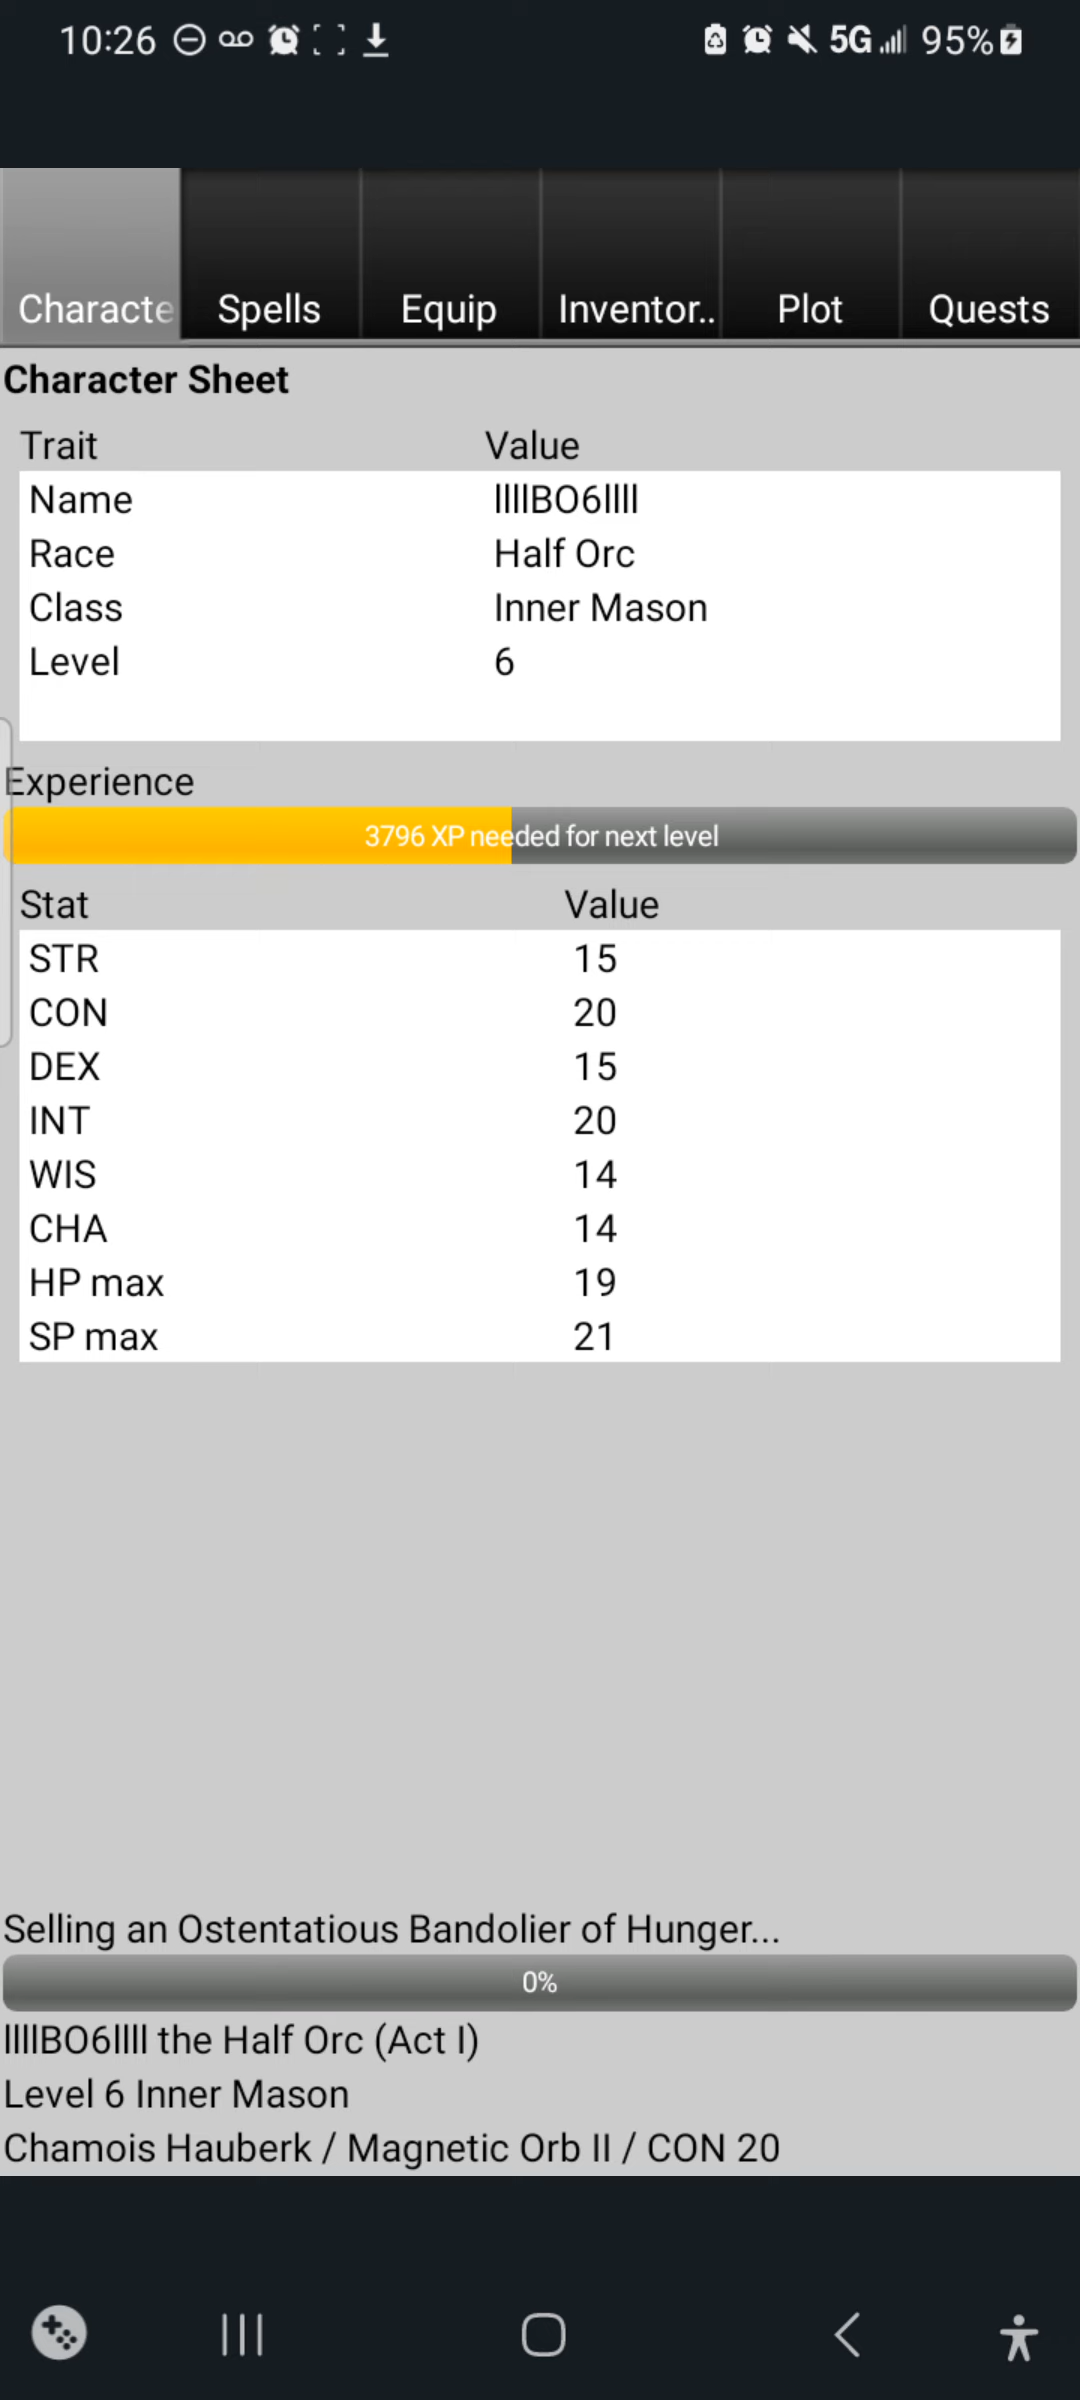 10:26 5G 95%
Characte Spells Equip Inventor.. Plot Quests
Character Sheet
Trait Value
Name llllBO6llll
Race Half Orc
Class Inner Mason
Level 6
Experience
3796 XP needed for next level
Stat Value
STR 15
CON 20
DEX 15
INT 20
WIS 14
CHA 14
HP max 19
SP max 21
Selling an Ostentatious Bandolier of Hunger...
0%
llllBO6llll the Half Orc (Act I)
Level 6 Inner Mason
Chamois Hauberk / Magnetic Orb II / CON 20